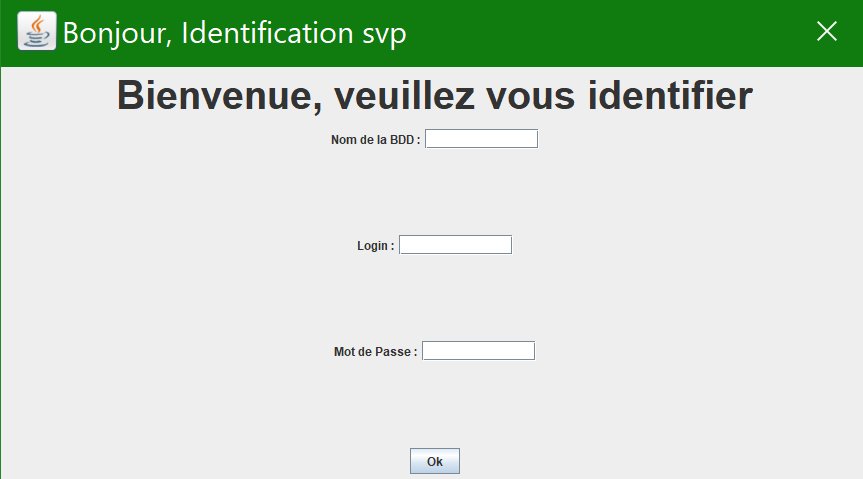 Bonjour, Identification svp
Bienvenue, veuillez vous identifier
Nom de la BDD :
Login :
Mot de Passe :
Ok